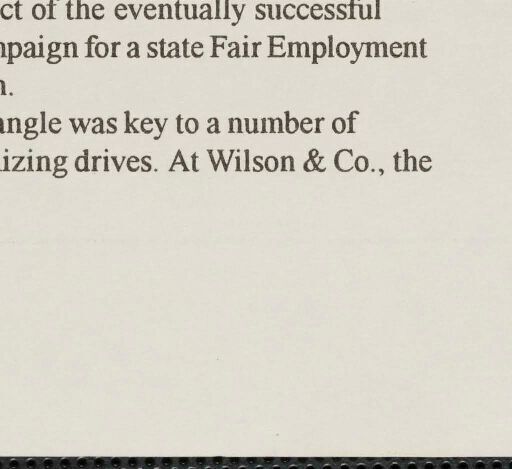 ct of the eventually successful
npaign for a state Fair Employment
n.
angle was key to a number of
izing drives. At Wilson & Co., the